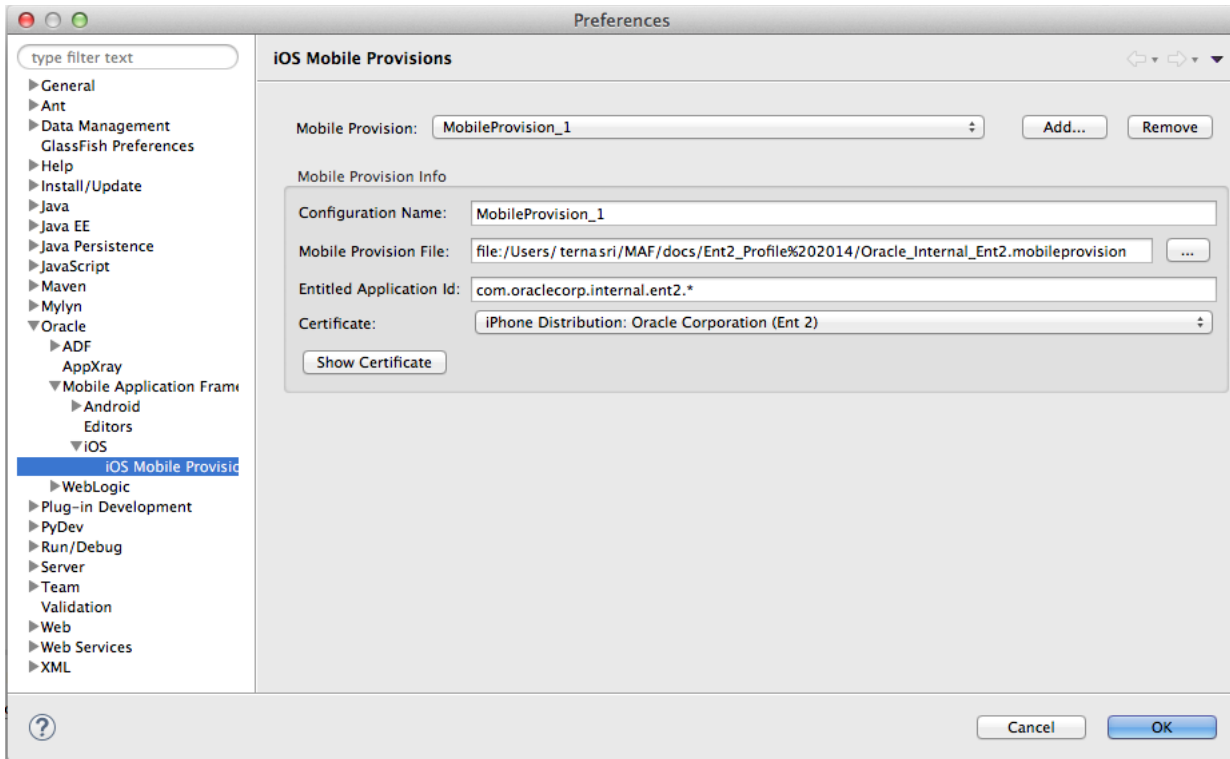 Preferences
type filter text
iOS Mobile Provisions
General
Ant
Data Management
GlassFish Preferences
Help
Install/Update
Java
Java EE
Java Persistence
JavaScript
Maven
Mylyn
Oracle
ADF
AppXray
Mobile Application Frame
Android
Editors
iOS
iOS Mobile Provisio
WebLogic
Plug-in Development
PyDev
Run/Debug
Server
Team
Validation
Web
Web Services
XML
Mobile Provision: MobileProvision_1 Add... Remove
Mobile Provision Info
Configuration Name: MobileProvision_1
Mobile Provision File: file:/Users/ ternasri/MAF/docs/Ent2_Profile%202014/Oracle_Internal_Ent2.mobileprovision ...
Entitled Application Id: com.oraclecorp.internal.ent2.*
Certificate: iPhone Distribution: Oracle Corporation (Ent 2)
Show Certificate
? Cancel OK